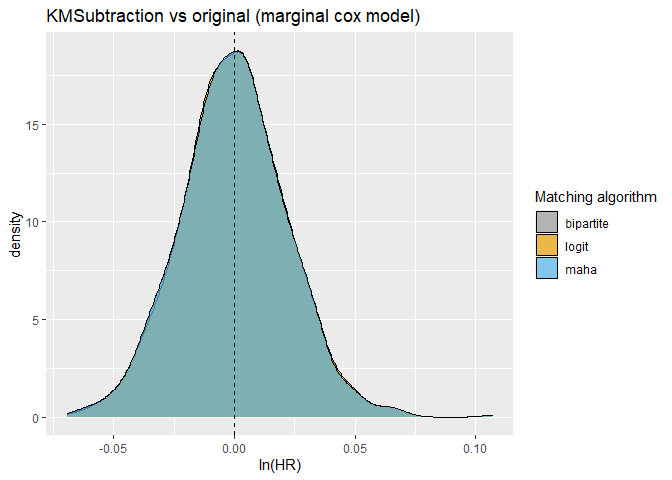 KMSubtraction vs original (marginal cox model)
15
10
5
0
density
-0.05
0.00
0.05
0.10
ln(HR)
Matching algorithm
bipartite
logit
maha